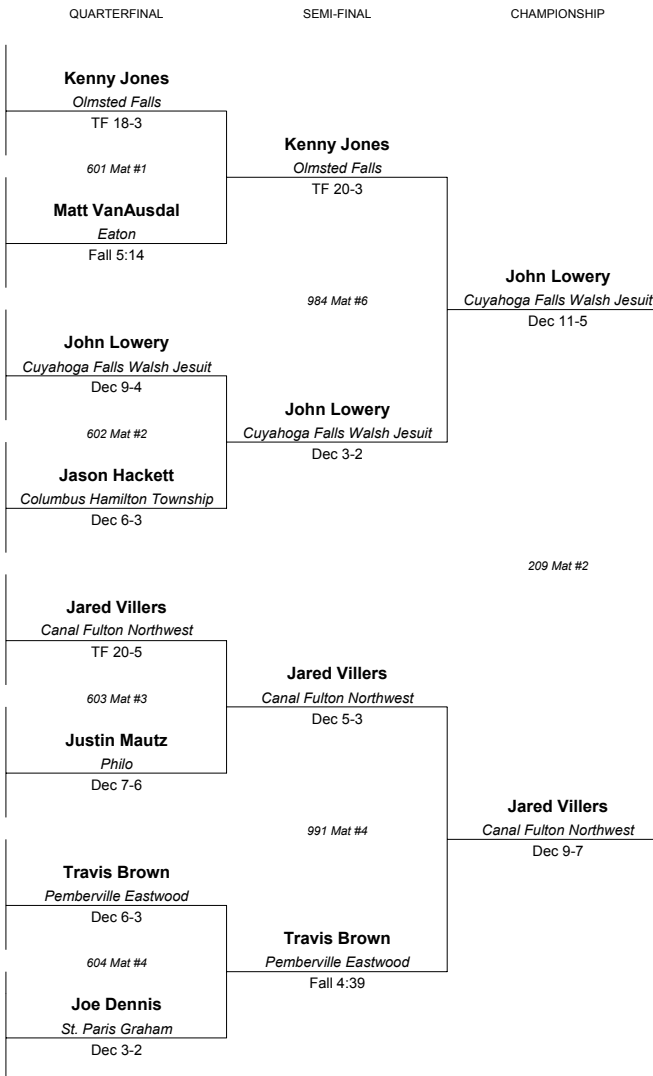 QUARTERFINAL SEMI-FINAL CHAMPIONSHIP
Kenny Jones
Olmsted Falls
TF 18-3
Kenny Jones
601 Mat #1 Olmsted Falls
TF 20-3
Matt VanAusdal
Eaton
Fall 5:14
John Lowery
984 Mat #6 Cuyahoga Falls Walsh Jesuit
Dec 11-5
John Lowery
Cuyahoga Falls Walsh Jesuit
Dec 9-4
John Lowery
602 Mat #2 Cuyahoga Falls Walsh Jesuit
Dec 3-2
Jason Hackett
Columbus Hamilton Township
Dec 6-3
209 Mat #2
Jared Villers
Canal Fulton Northwest
TF 20-5
Jared Villers
603 Mat #3 Canal Fulton Northwest
Dec 5-3
Justin Mautz
Philo
Dec 7-6
Jared Villers
991 Mat #4 Canal Fulton Northwest
Dec 9-7
Travis Brown
Pemberville Eastwood
Dec 6-3
Travis Brown
604 Mat #4 Pemberville Eastwood
Fall 4:39
Joe Dennis
St. Paris Graham
Dec 3-2